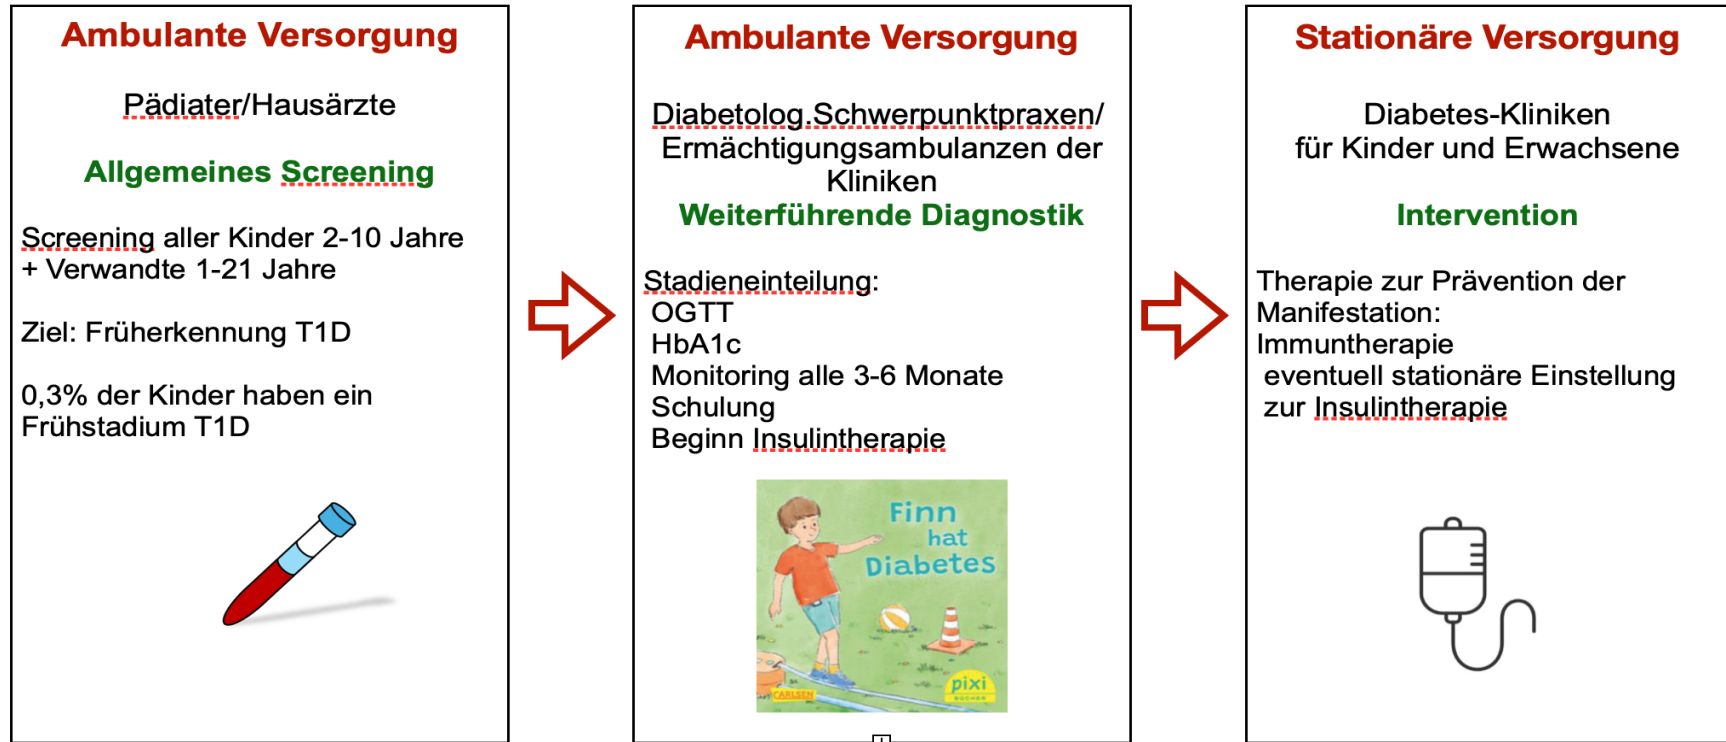 Ambulante Versorgung
Pädiater/Hausärzte
Allgemeines Screening
Screening aller Kinder 2-10 Jahre
+ Verwandte 1-21 Jahre
Ziel: Früherkennung T1D
0,3% der Kinder haben ein
Frühstadium T1D
Ambulante Versorgung
Diabetolog.Schwerpunktpraxen/
Ermächtigungsambulanzen der
Kliniken
Weiterführende Diagnostik
Stadieneinteilung:
OGTT
HbA1c
Monitoring alle 3-6 Monate
Schulung
Beginn Insulintherapie
Finn
hat
Diabetes
CARLSEN
pixi
BÜCHER
Stationäre Versorgung
Diabetes-Kliniken
für Kinder und Erwachsene
Intervention
Therapie zur Prävention der
Manifestation:
Immuntherapie
eventuell stationäre Einstellung
zur Insulintherapie